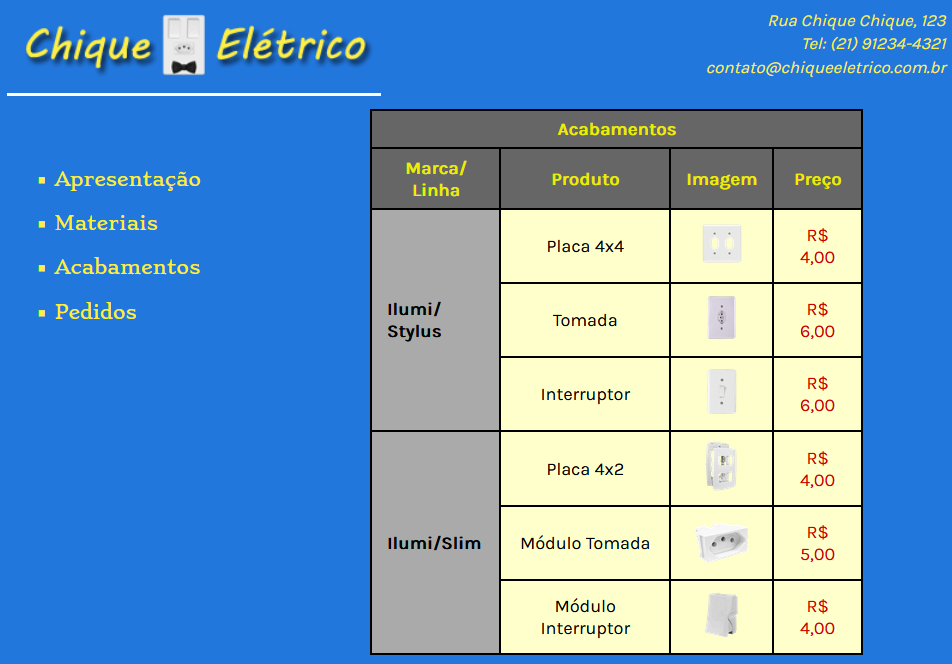 Chique Elétrico
Rua Chique Chique, 123
Tel: (21) 91234-4321
contato@chiqueeletrico.com.br
Apresentação
Materiais
Acabamentos
Pedidos
Acabamentos
Marca/
Linha
Produto
Imagem
Preço
Ilumi/
Stylus
Placa 4x4
R$
4,00
Tomada
R$
6,00
Interruptor
R$
6,00
Ilumi/Slim
Placa 4x2
R$
4,00
Módulo Tomada
R$
5,00
Módulo
Interruptor
R$
4,00